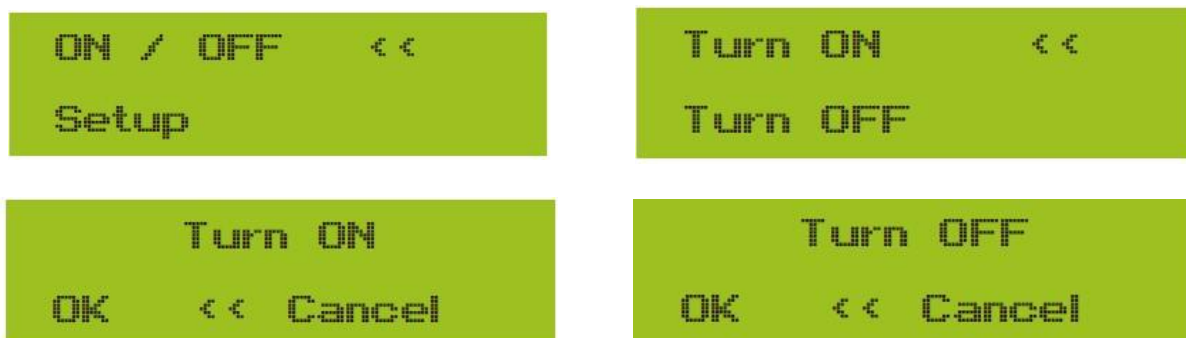 ON / OFF <<
Setup
Turn ON <<
Turn OFF
Turn ON
OK << Cancel
Turn OFF
OK << Cancel